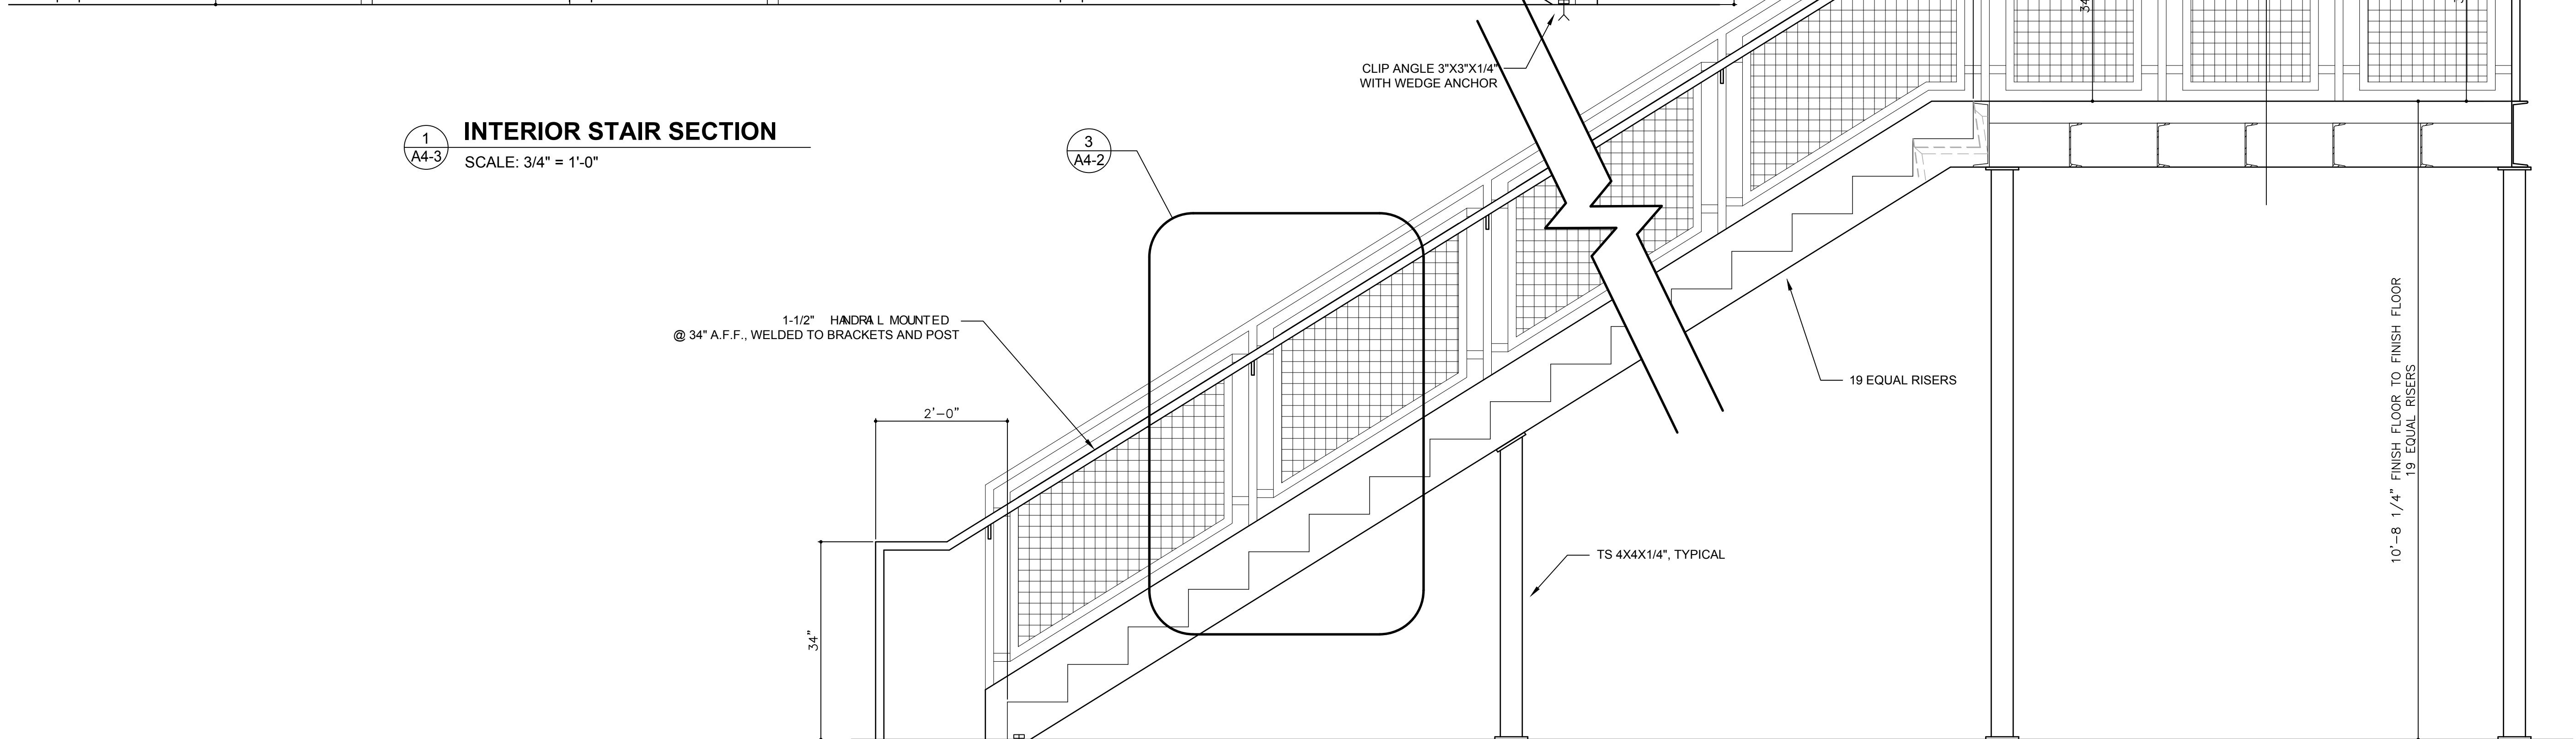 CLIP ANGLE 3"X3"X1/4"
WITH WEDGE ANCHOR
1
A4-3
INTERIOR STAIR SECTION
SCALE: 3/4" = 1'-0"
3
A4-2
1-1/2" HANDRAIL MOUNTED
@ 34" A.F.F., WELDED TO BRACKETS AND POST
2'-0"
34"
19 EQUAL RISERS
TS 4X4X1/4", TYPICAL
10'-8 1/4" FINISH FLOOR TO FINISH FLOOR
19 EQUAL RISERS